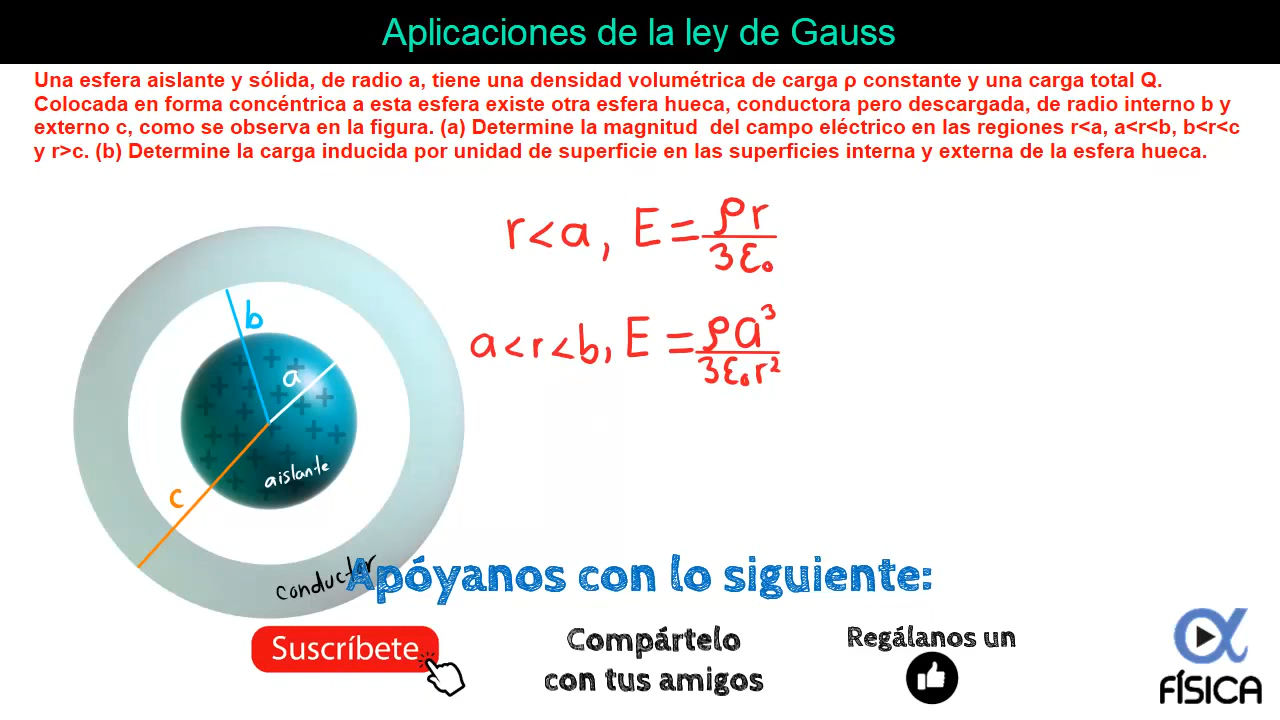 Aplicaciones de la ley de Gauss
Una esfera aislante y sólida, de radio a, tiene una densidad volumétrica de carga ρ constante y una carga total Q.
Colocada en forma concéntrica a esta esfera existe otra esfera hueca, conductora pero descargada, de radio interno b y
externo c, como se observa en la figura. (a) Determine la magnitud del campo eléctrico en las regiones r<a, a<r<b, b<r<c
y r>c. (b) Determine la carga inducida por unidad de superficie en las superficies interna y externa de la esfera hueca.
r<a, E = ρr/3ε₀
a<r<b, E = ρa³/3ε₀r²
b
a
c
aislante
conductor
Apóyanos con lo siguiente:
Suscríbete
Compártelo
con tus amigos
Regálanos un
FÍSICA